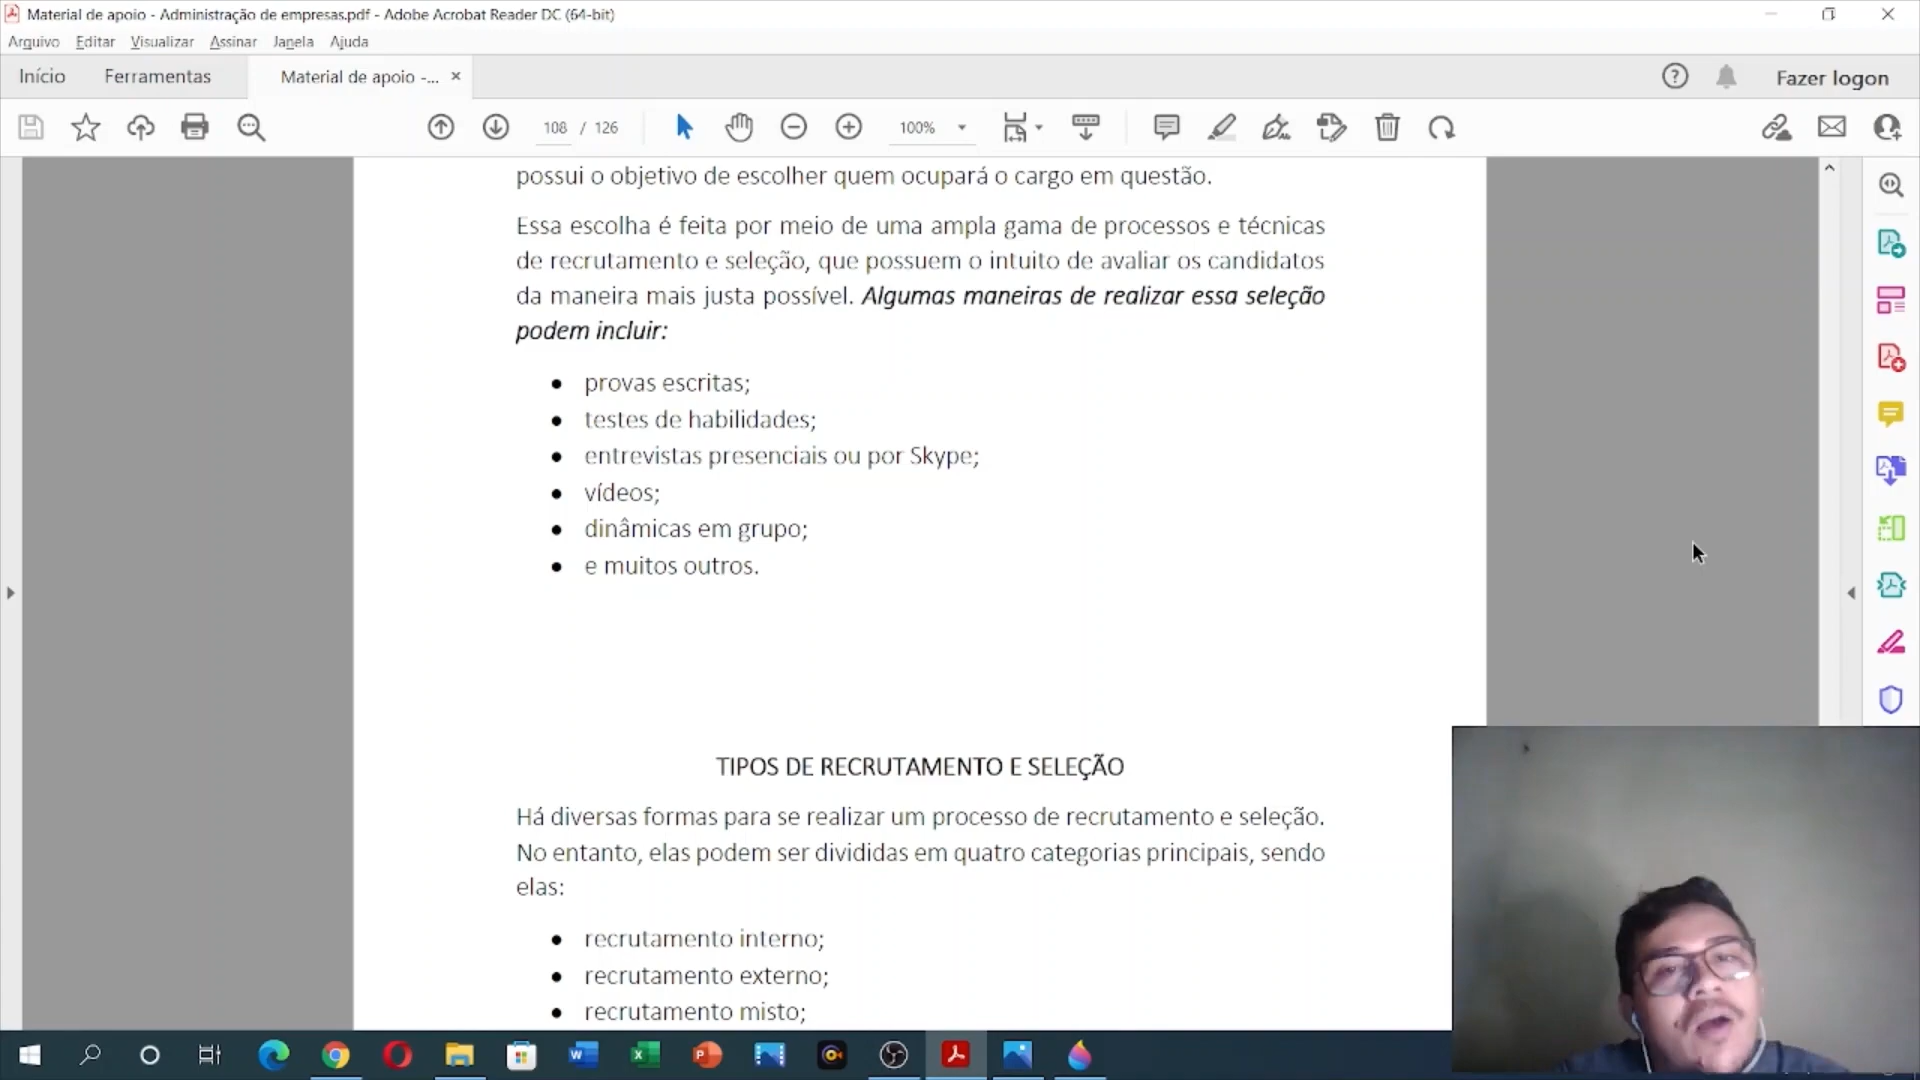 Material de apoio - Administração de empresas.pdf - Adobe Acrobat Reader DC (64-bit)
Arquivo Editar Visualizar Assinar Janela Ajuda
Início Ferramentas Material de apoio -... Fazer logon
108 / 126 100%
possui o objetivo de escolher quem ocupará o cargo em questão.
Essa escolha é feita por meio de uma ampla gama de processos e técnicas
de recrutamento e seleção, que possuem o intuito de avaliar os candidatos
da maneira mais justa possível. Algumas maneiras de realizar essa seleção
podem incluir:
• provas escritas;
• testes de habilidades;
• entrevistas presenciais ou por Skype;
• vídeos;
• dinâmicas em grupo;
• e muitos outros.
TIPOS DE RECRUTAMENTO E SELEÇÃO
Há diversas formas para se realizar um processo de recrutamento e seleção.
No entanto, elas podem ser divididas em quatro categorias principais, sendo
elas:
• recrutamento interno;
• recrutamento externo;
• recrutamento misto;